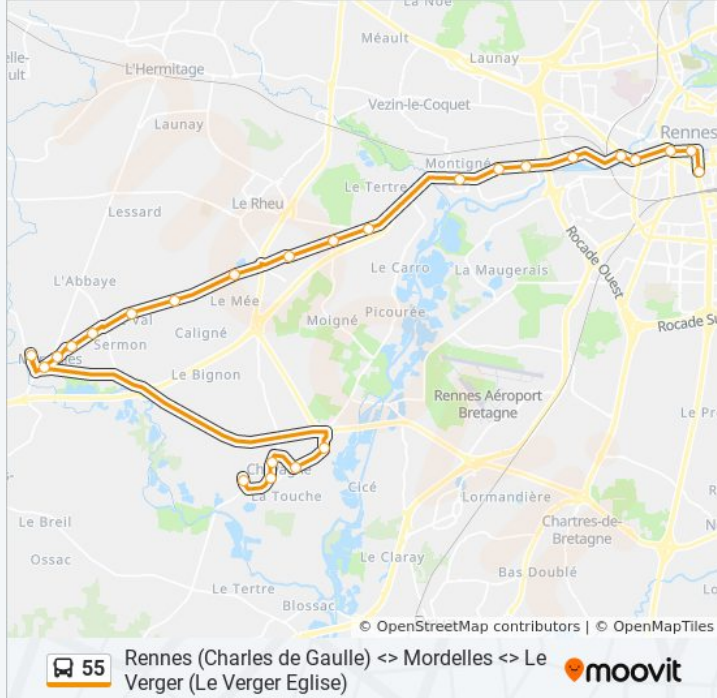 La Noë
Méault
Launay
L'Hermitage
Vezin-le-Coquet
Launay
Rennes
Montigné
Le Tertre
Le Rheu
Lessard
Rocade Ouest
Le Carro
La Maugerais
L'Abbaye
Le Mée
Picourée
Val
Moigné
Caligné
Sermon
Rocade Su
Le Bignon
Rennes Aéroport
Bretagne
Le Pr
La Touche
Cicé
Lormandière
Le Breil
Chartres-de-
Bretagne
Ossac
Le Claray
Bas Doublé
Le Tertre
Lo
Blossac
© OpenStreetMap contributors | © OpenMapTiles
55
Rennes (Charles de Gaulle) <> Mordelles <> Le
Verger (Le Verger Eglise)
moovit